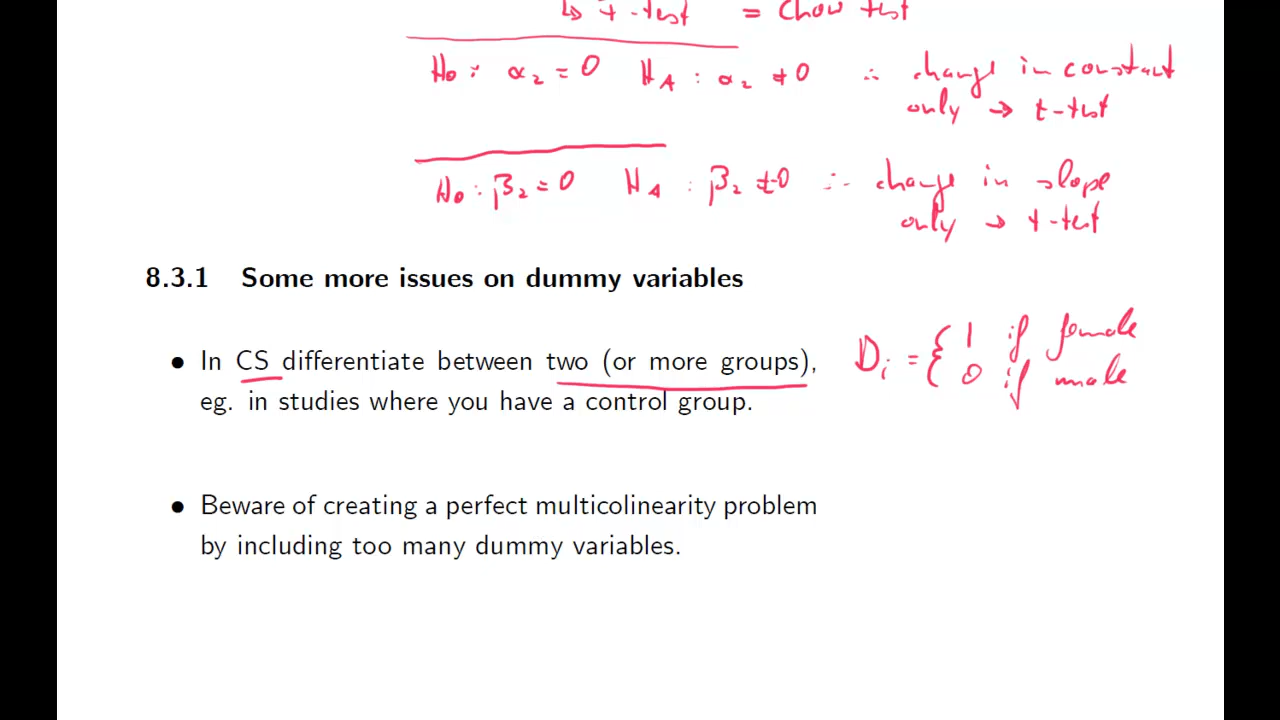 ↳ F-test = Chow test
H₀: α₂ = 0 H_A: α₂ ≠ 0 ∴ change in constant
only → t-test
H₀: β₂ = 0 H_A: β₂ ≠ 0 ∴ change in slope
only → t-test
8.3.1 Some more issues on dummy variables
• In CS differentiate between two (or more groups),
eg. in studies where you have a control group.
Dᵢ = { 1 if female
0 if male
• Beware of creating a perfect multicolinearity problem
by including too many dummy variables.